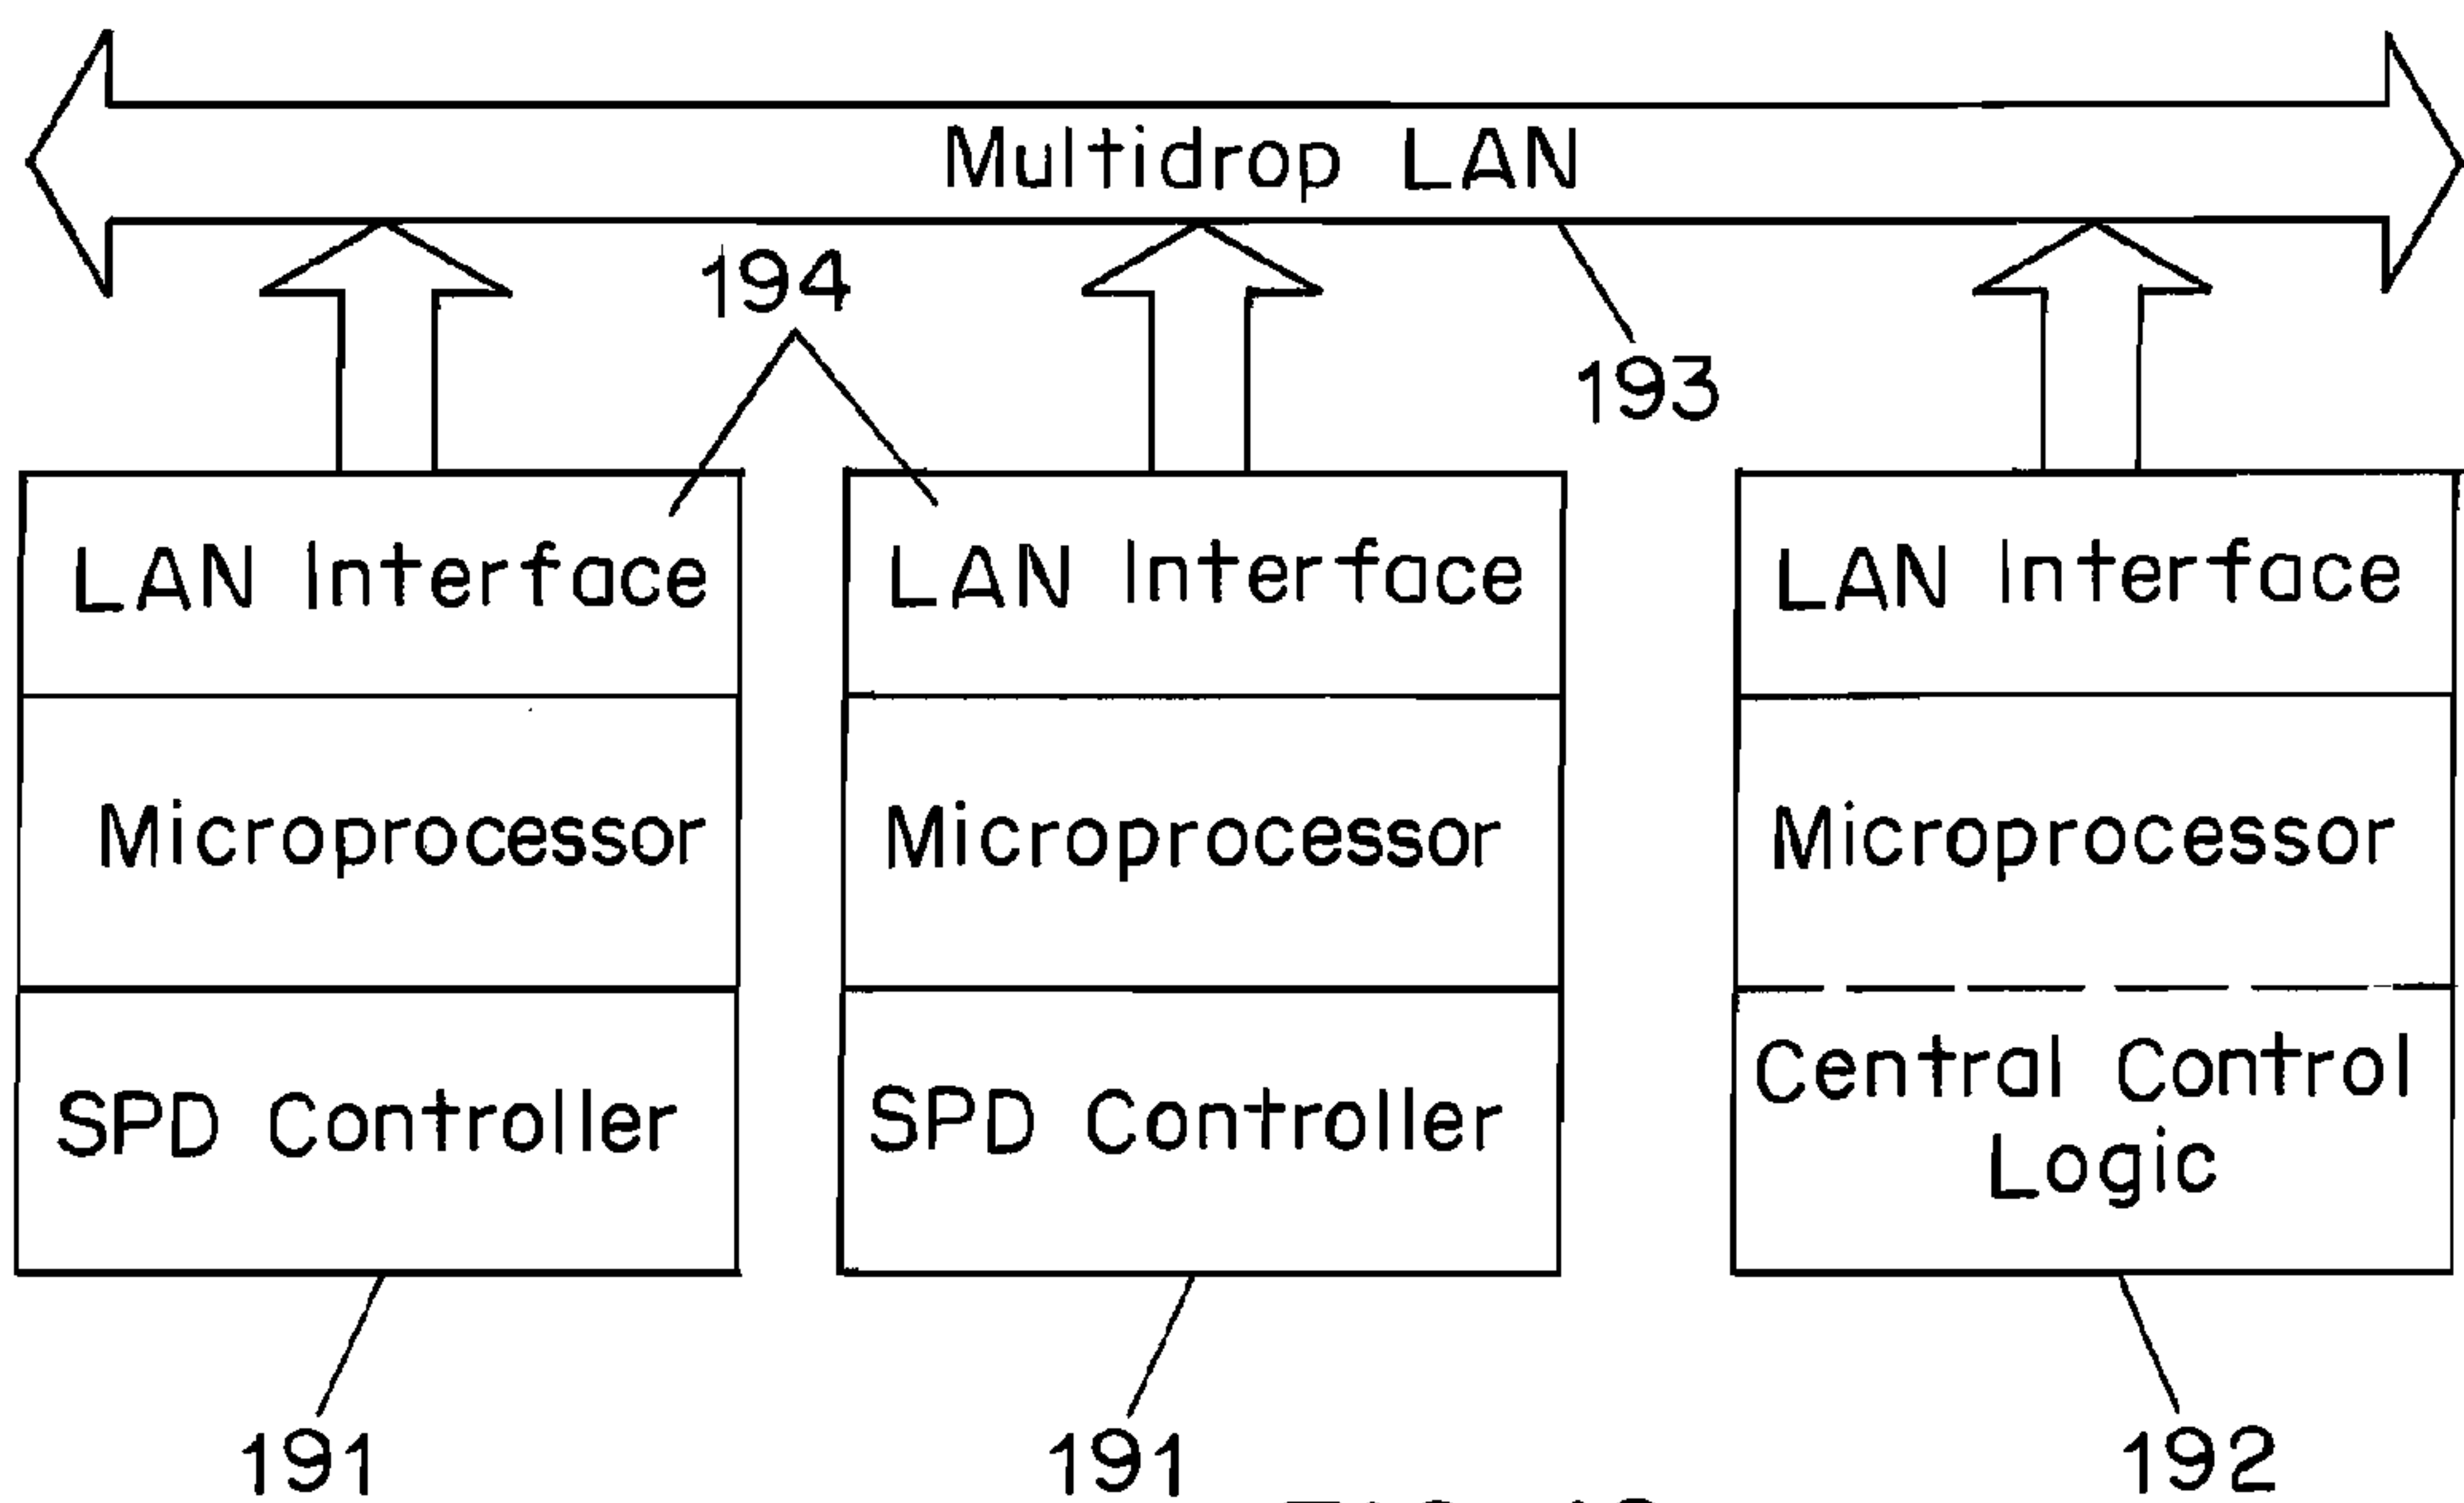 Multidrop LAN
194
193
LAN Interface
LAN Interface
LAN Interface
Microprocessor
Microprocessor
Microprocessor
SPD Controller
SPD Controller
Central Control
Logic
191
191
192